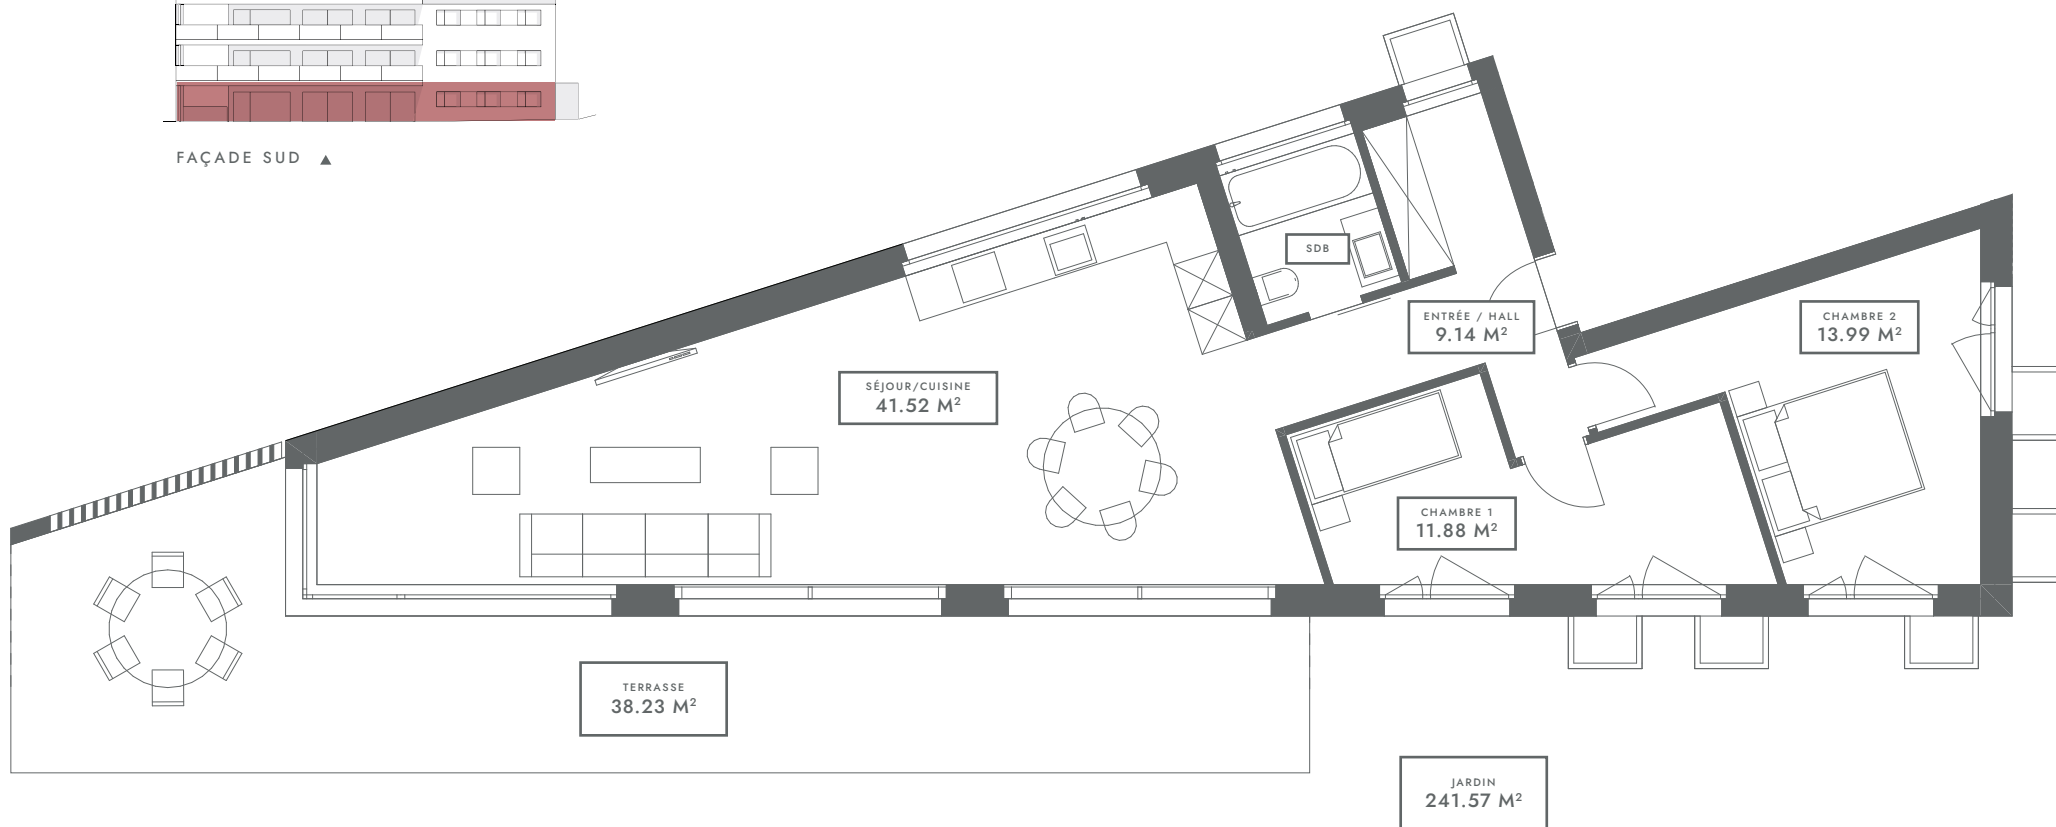 FAÇADE SUD ▲
SDB
ENTRÉE / HALL
9.14 M²
CHAMBRE 2
13.99 M²
SÉJOUR/CUISINE
41.52 M²
CHAMBRE 1
11.88 M²
TERRASSE
38.23 M²
JARDIN
241.57 M²